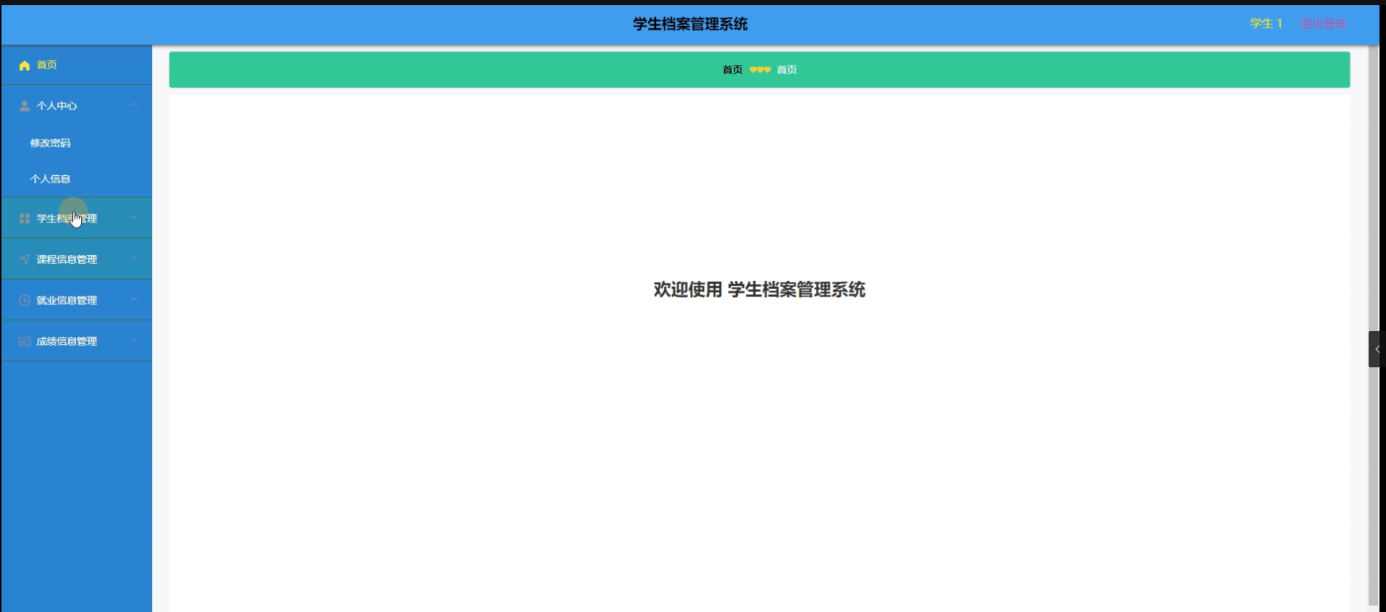 学生档案管理系统
学生 1 退出登录
首页
个人中心
修改密码
个人信息
学生档案管理
课程信息管理
就业信息管理
成绩信息管理
首页 首页
欢迎使用 学生档案管理系统